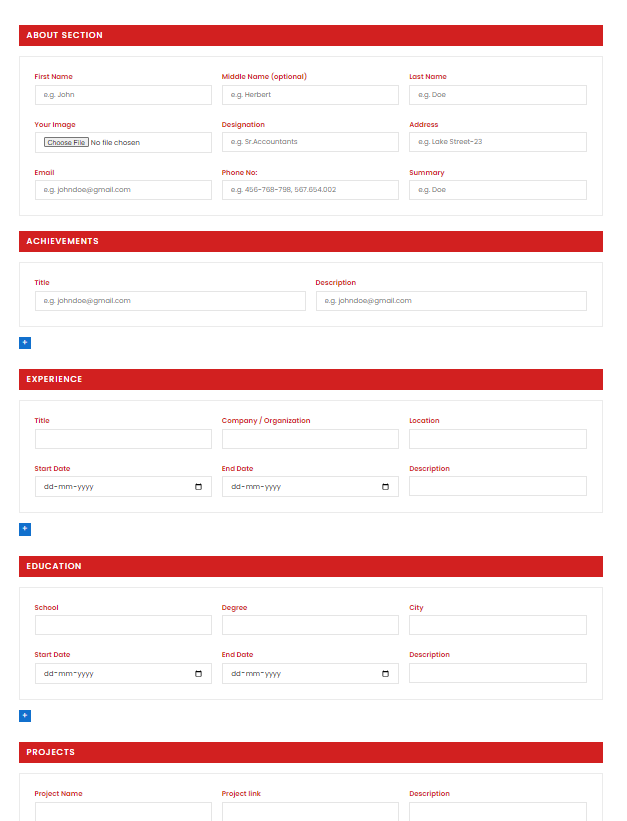 ABOUT SECTION
First Name Middle Name (optional) Last Name
e.g. John e.g. Herbert e.g. Doe
Your Image Designation Address
Choose File No file chosen e.g. Sr.Accountants e.g. Lake Street-23
Email Phone No: Summary
e.g. johndoe@gmail.com e.g. 456-768-798, 567.654.002 e.g. Doe
ACHIEVEMENTS
Title Description
e.g. johndoe@gmail.com e.g. johndoe@gmail.com
+
EXPERIENCE
Title Company / Organization Location
Start Date End Date Description
dd-mm-yyyy dd-mm-yyyy
+
EDUCATION
School Degree City
Start Date End Date Description
dd-mm-yyyy dd-mm-yyyy
+
PROJECTS
Project Name Project link Description